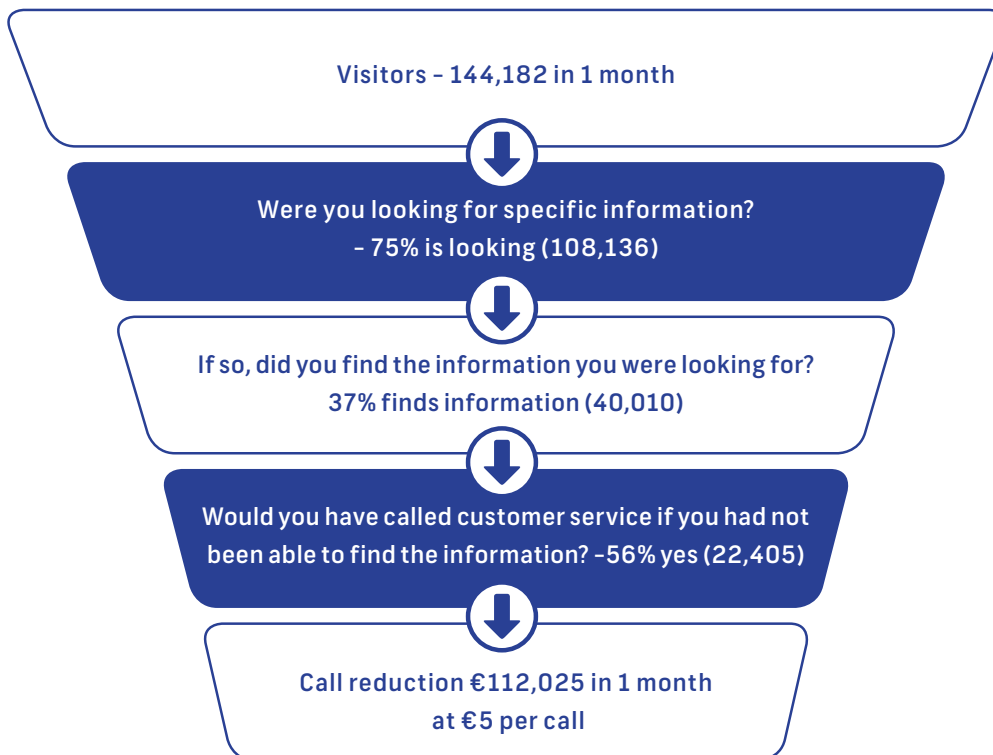 Visitors - 144,182 in 1 month
Were you looking for specific information?
- 75% is looking (108,136)
If so, did you find the information you were looking for?
37% finds information (40,010)
Would you have called customer service if you had not
been able to find the information? -56% yes (22,405)
Call reduction €112,025 in 1 month
at €5 per call